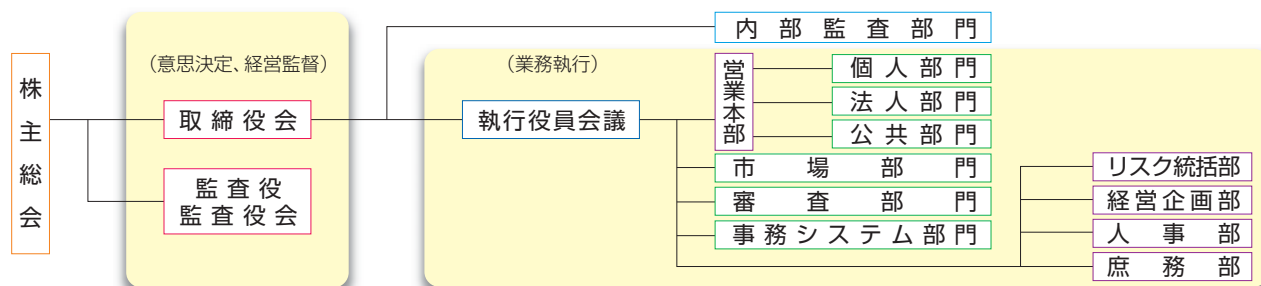 株主総会
（意思決定、経営監督）
取締役会
監査役
監査役会
内部監査部門
（業務執行）
執行役員会議
営業本部
個人部門
法人部門
公共部門
市場部門
審査部門
事務システム部門
リスク統括部
経営企画部
人事部
庶務部